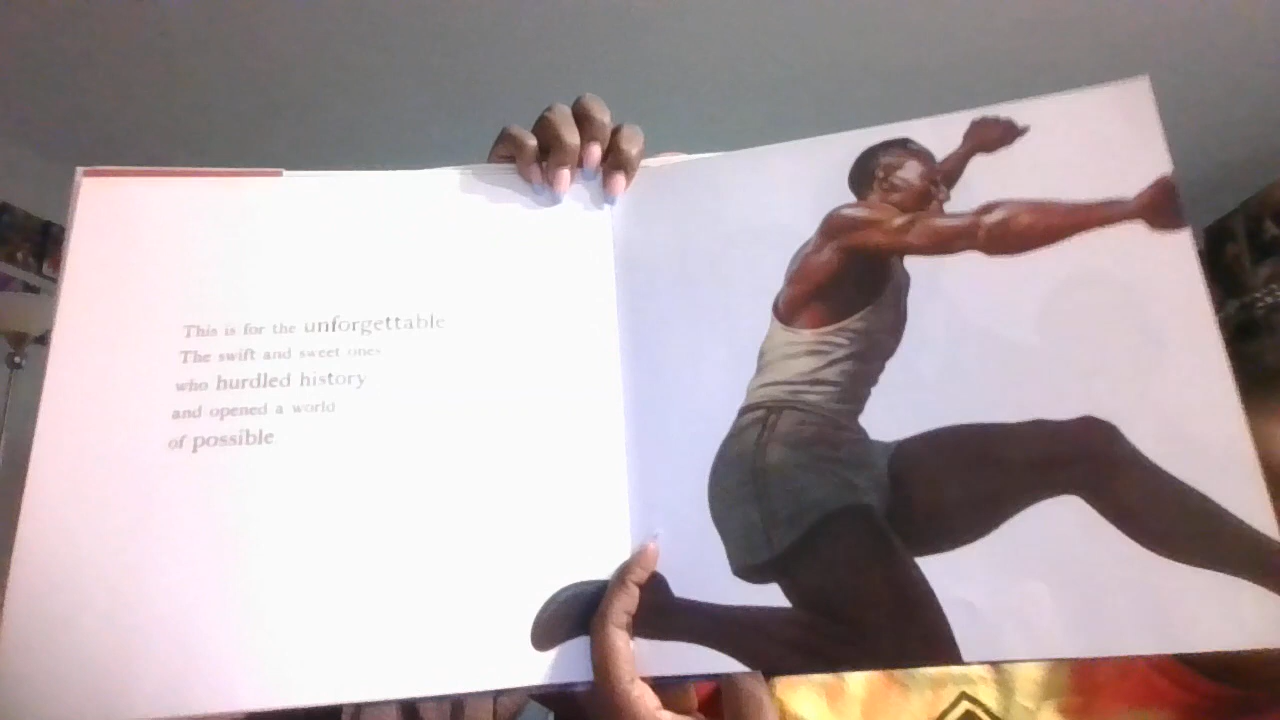 This is for the unforgettable
The swift and sweet ones
who hurdled history
and opened a world
of possible